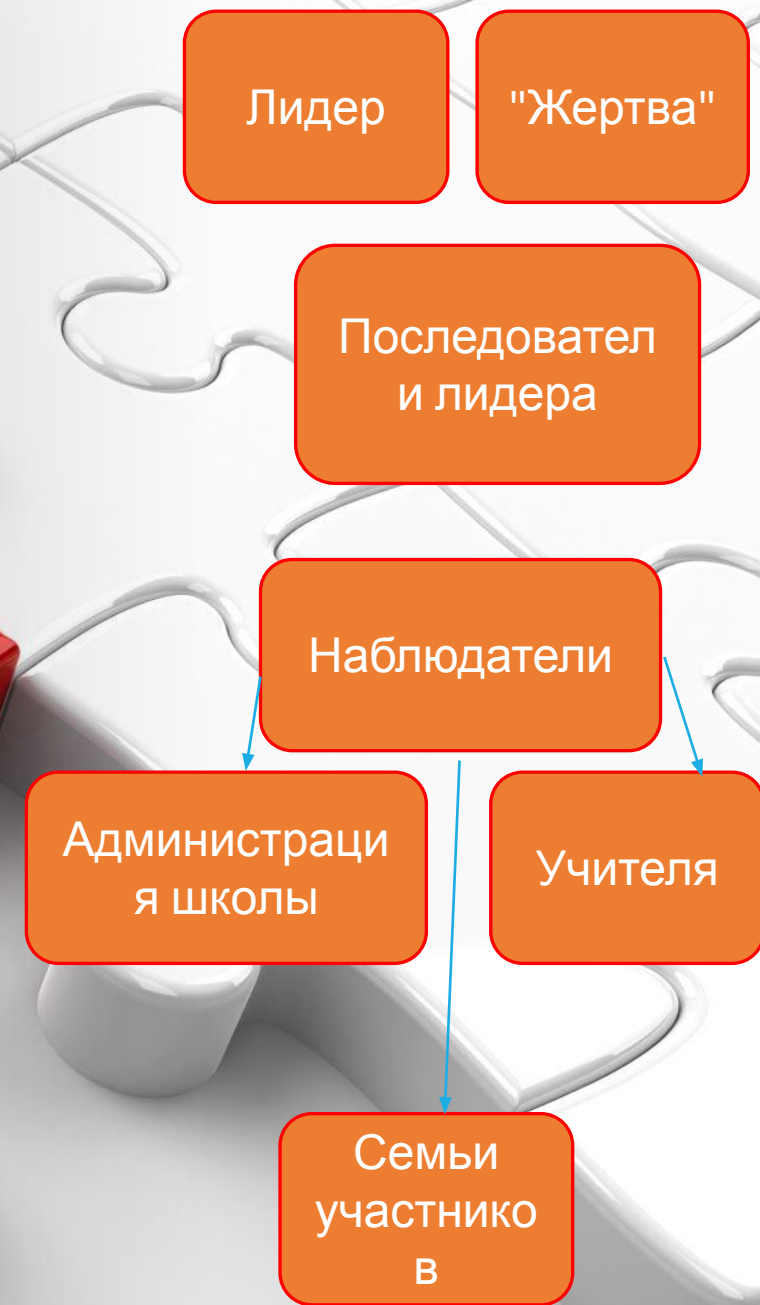 Лидер
"Жертва"
Последовател
и лидера
Наблюдатели
Администраци
я школы
Учителя
Семьи
участнико
в